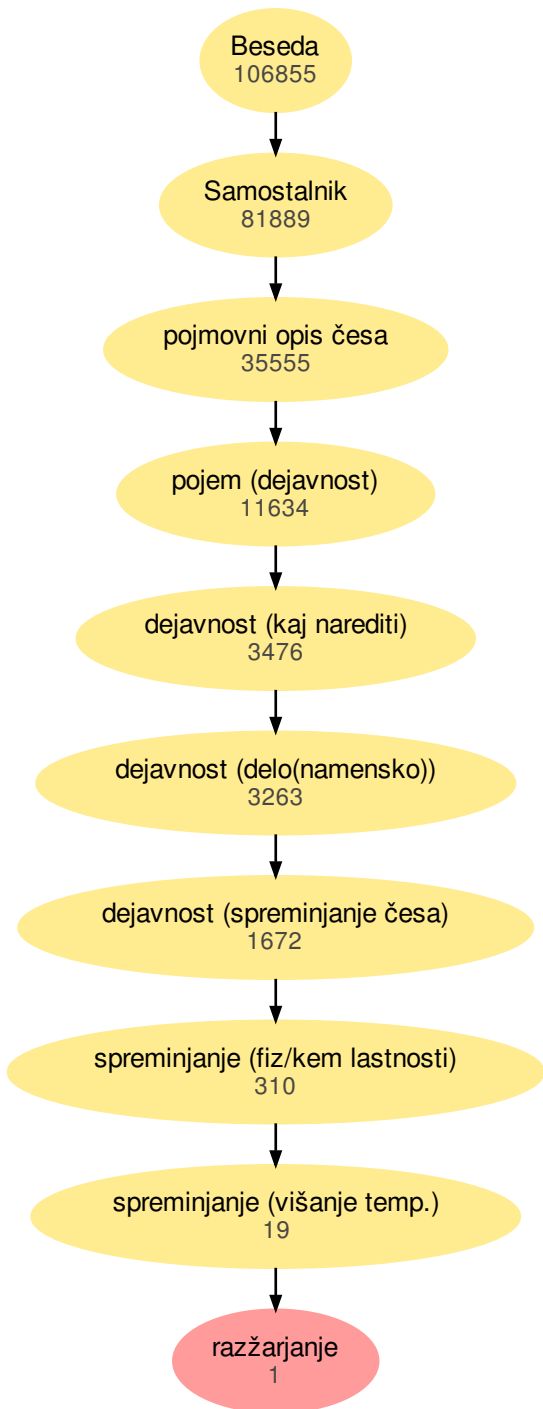 Beseda
106855
Samostalnik
81889
pojmovni opis česa
35555
pojem (dejavnost)
11634
dejavnost (kaj narediti)
3476
dejavnost (delo(namensko))
3263
dejavnost (spreminjanje česa)
1672
spreminjanje (fiz/kem lastnosti)
310
spreminjanje (višanje temp.)
19
razžarjanje
1